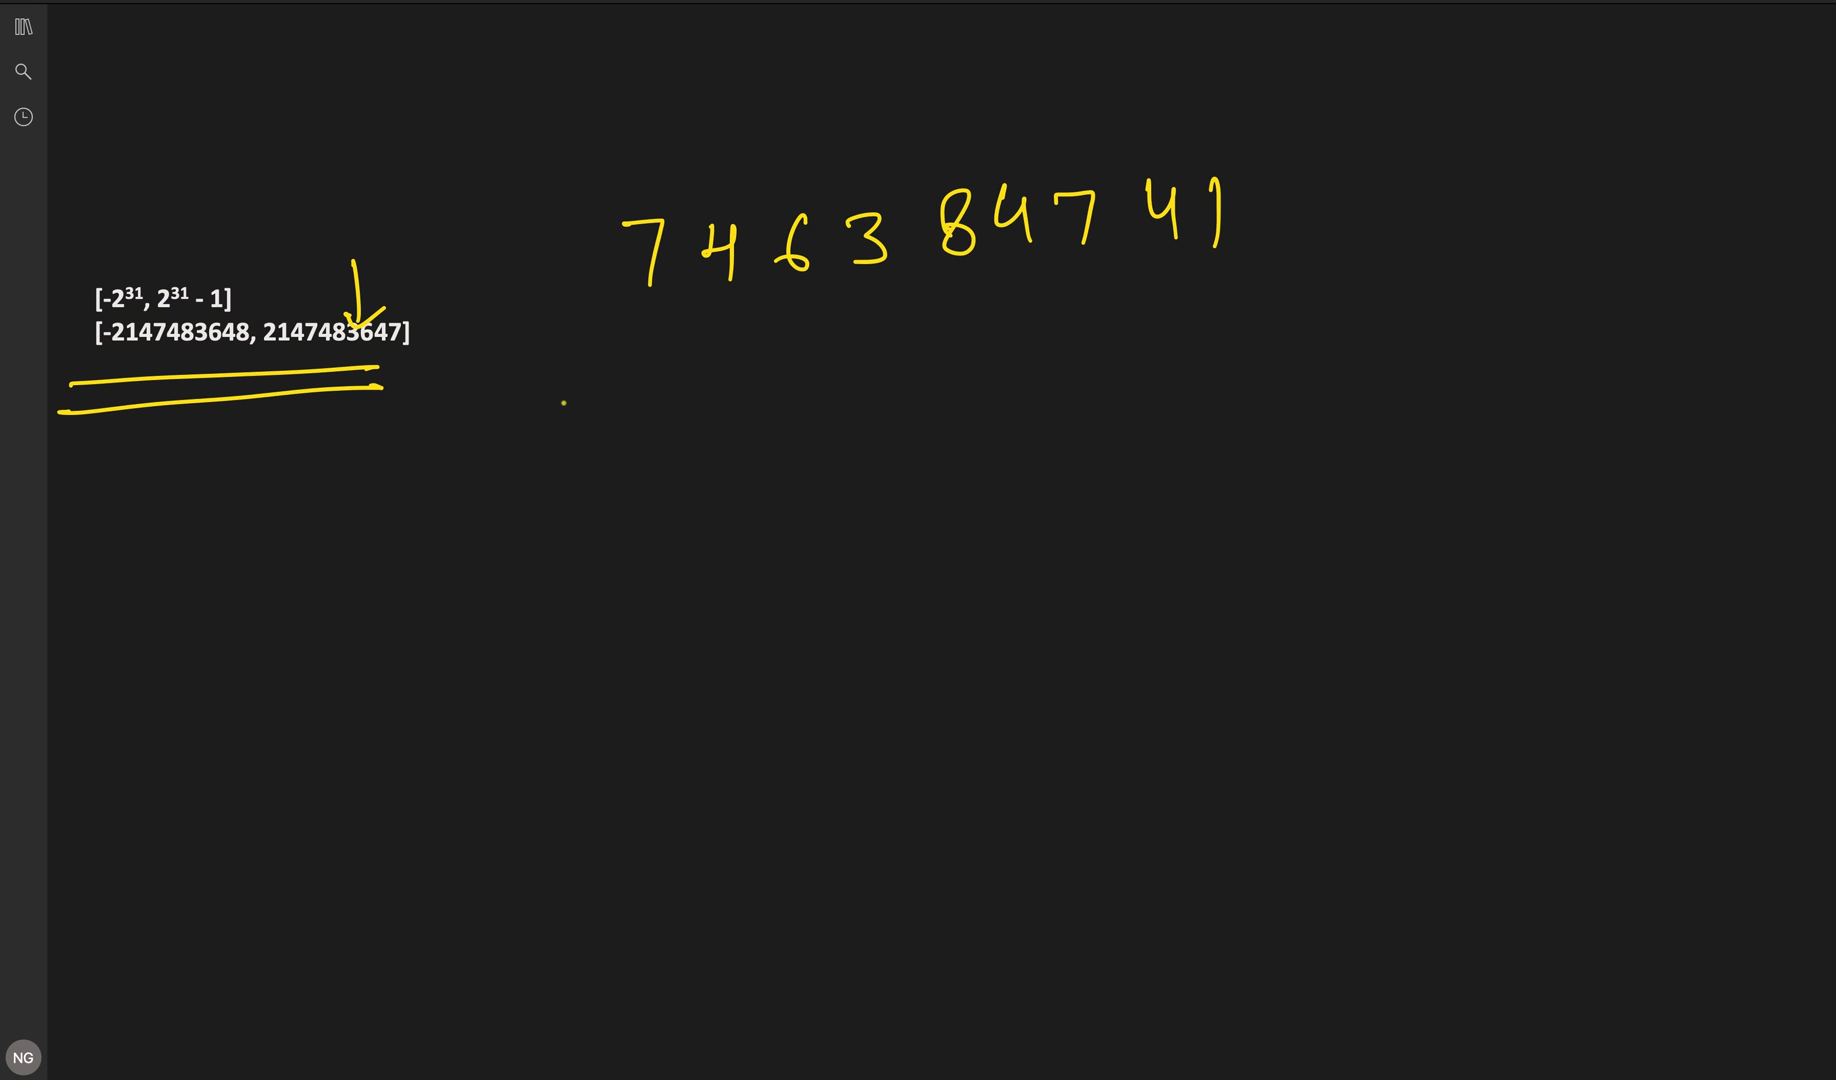 7 4 6 3 8 4 7 4 1
[-2³¹, 2³¹ - 1]
[-2147483648, 2147483647]
NG